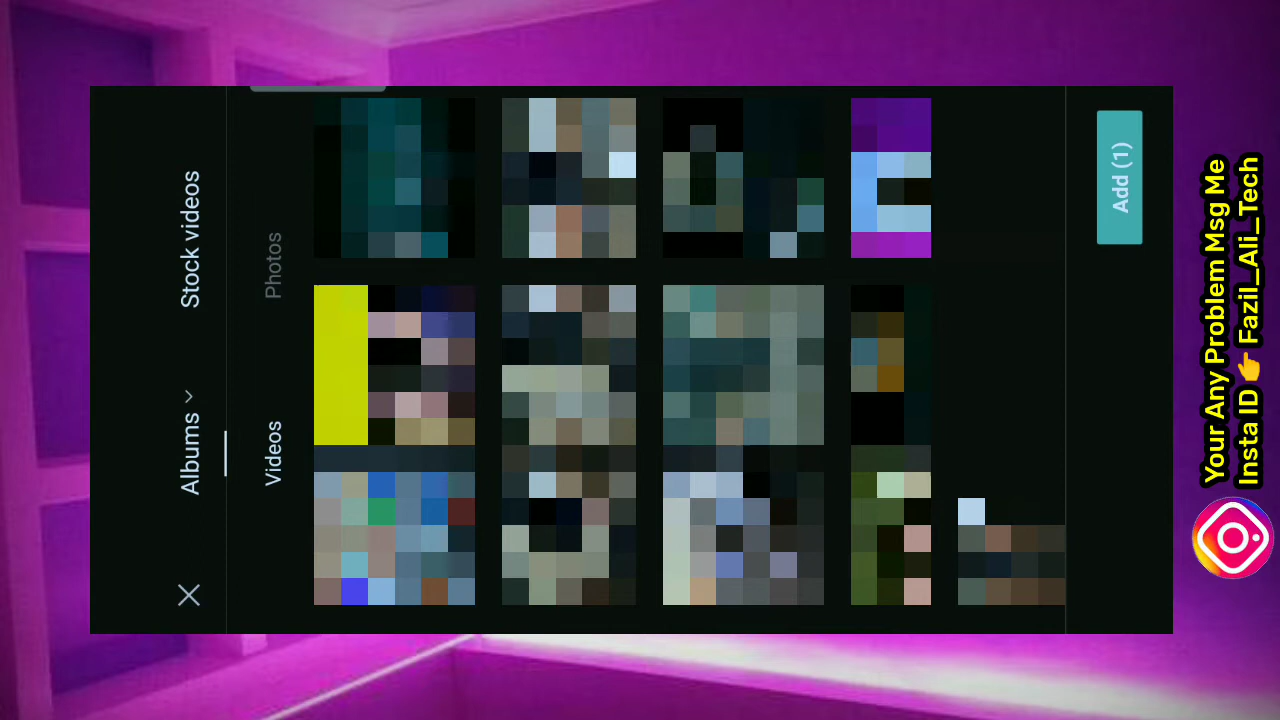 Albums
Stock videos
Videos
Photos
Add (1)
Your Any Problem Msg Me
Insta ID 👉 Fazil_Ali_Tech